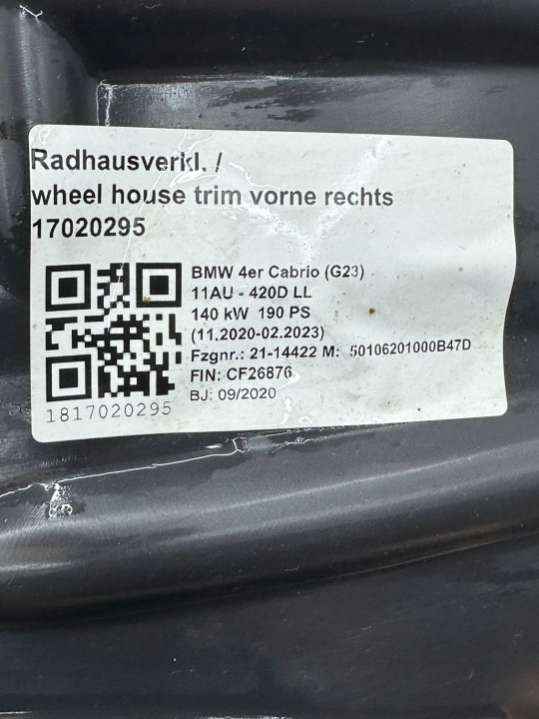 Radhausverkl. /
wheel house trim vorne rechts
17020295
BMW 4er Cabrio (G23)
11AU - 420D LL
140 kW 190 PS
(11.2020-02.2023)
Fzgnr.: 21-14422 M: 50106201000B47D
FIN: CF26876
BJ: 09/2020
1817020295